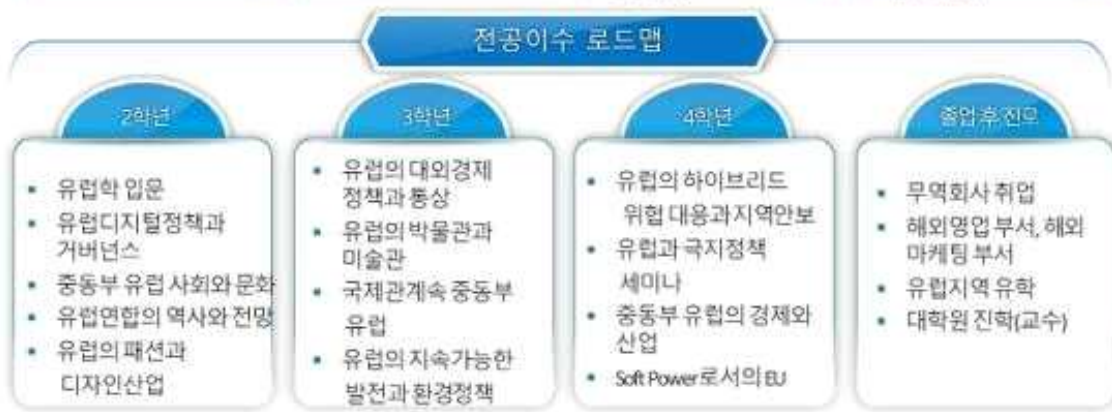 전공이수 로드맵
2학년
유럽학 입문
유럽디지털정책과
거버넌스
중동부 유럽 사회와 문화
유럽연합의 역사와 전망
유럽의 패션과
디자인산업
3학년
유럽의 대외경제
정책과 통상
유럽의 박물관과
미술관
국제관계속 중동부
유럽
유럽의 지속가능한
발전과 환경정책
4학년
유럽의 하이브리드
위협 대응과 지역안보
유럽과 극지정책
세미나
중동부 유럽의 경제와
산업
Soft Power로서의 EU
졸업 후 진로
무역회사 취업
해외영업 부서, 해외
마케팅 부서
유럽지역 유학
대학원 진학(교수)